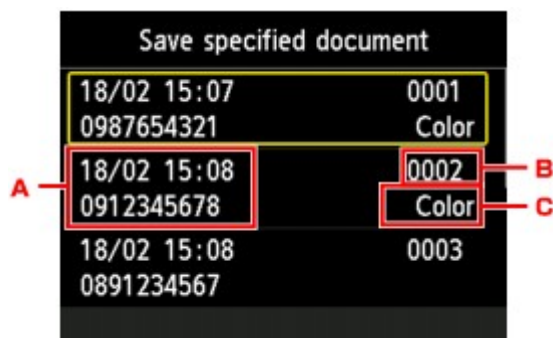 Save specified document
18/02 15:07 0001
0987654321 Color
A 18/02 15:08 0002 B
0912345678 Color C
18/02 15:08 0003
0891234567